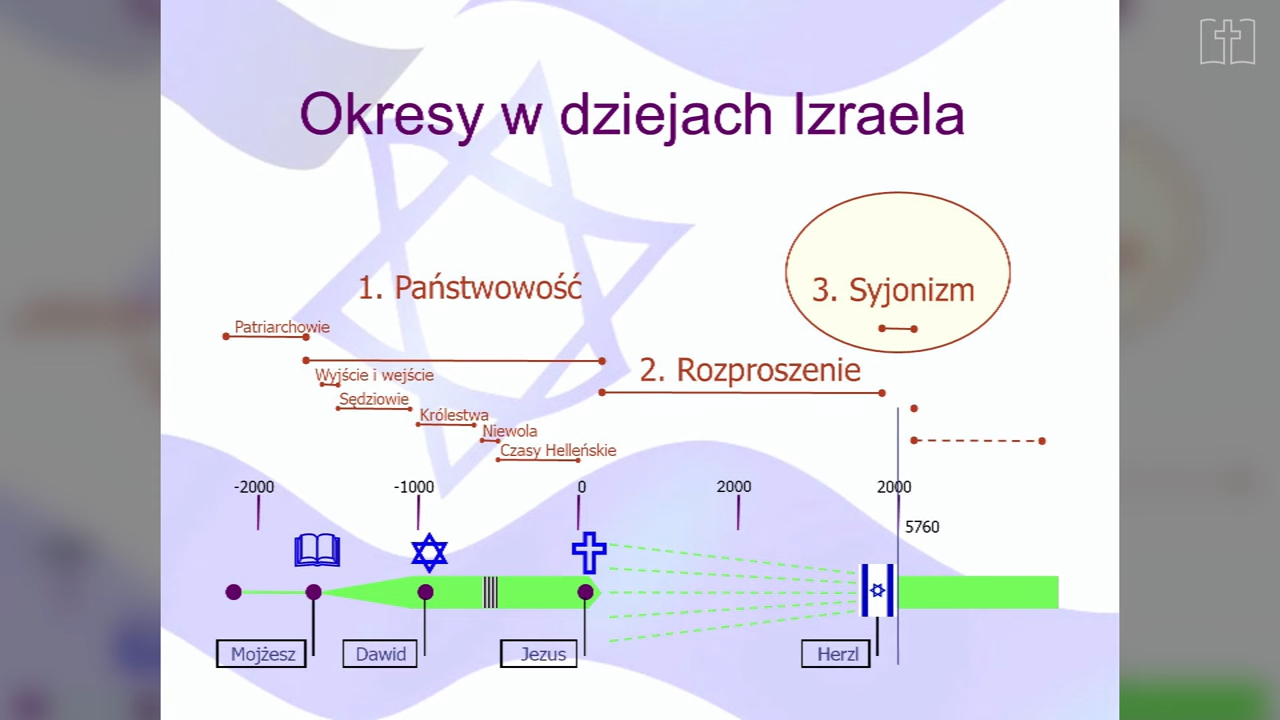 Okresy w dziejach Izraela
1. Państwowość
3. Syjonizm
Patriarchowie
2. Rozproszenie
Wyjście i wejście
Sędziowie
Królestwa
Niewola
Czasy Helleńskie
-2000 -1000 0 2000 2000
5760
Mojżesz Dawid Jezus Herzl